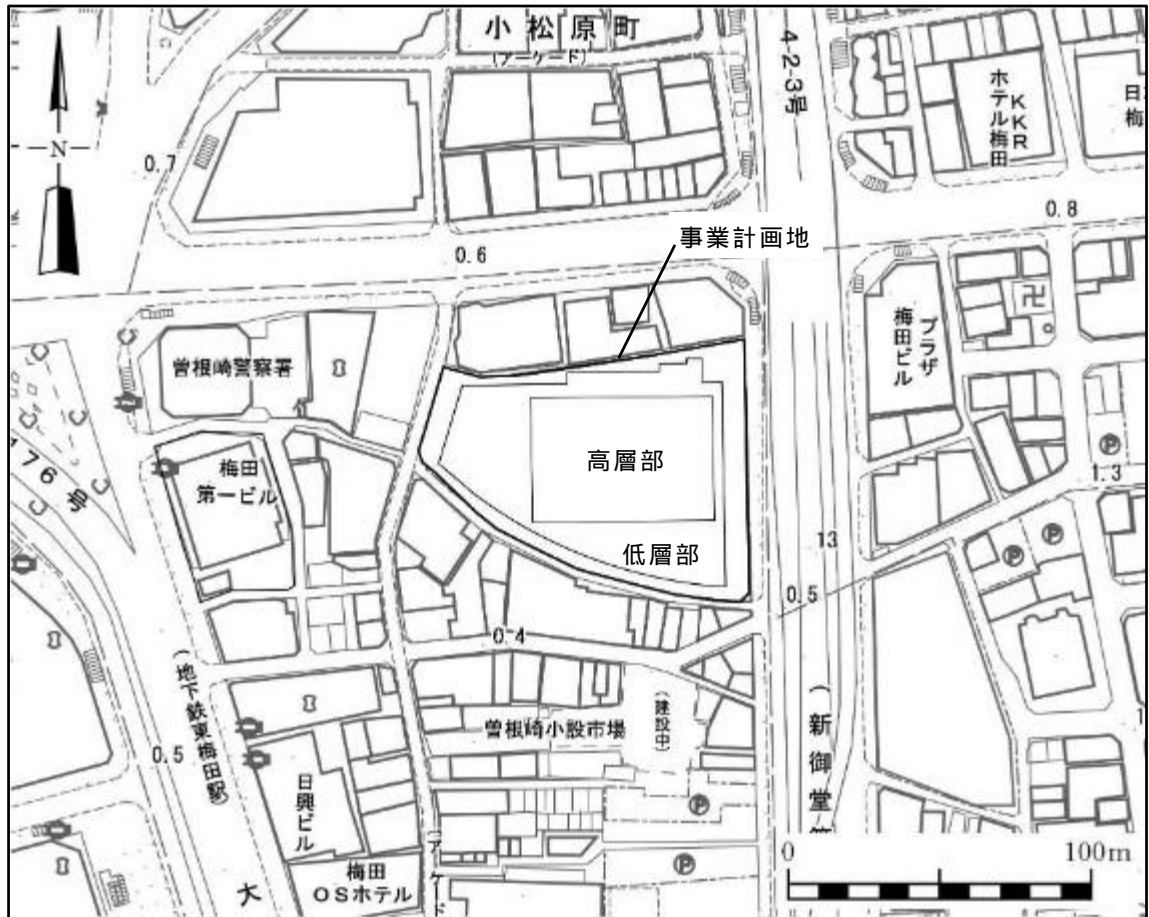 小松原町
(アーケード)
4-2-3号
KKR
ホテル梅田
日
梅
N
0.7
0.8
事業計画地
0.6
曽根崎警察署
プラザ
梅田ビル
卍
176号
梅田
第一ビル
高層部
P
1.3
P
P
低層部
13
0.5
0.4
(地下鉄東梅田駅)
(建設中)
曽根崎小設市場
(新御堂
0.5
日興ビル
P
P
0
100m
(アーケード
梅田
OSホテル
大